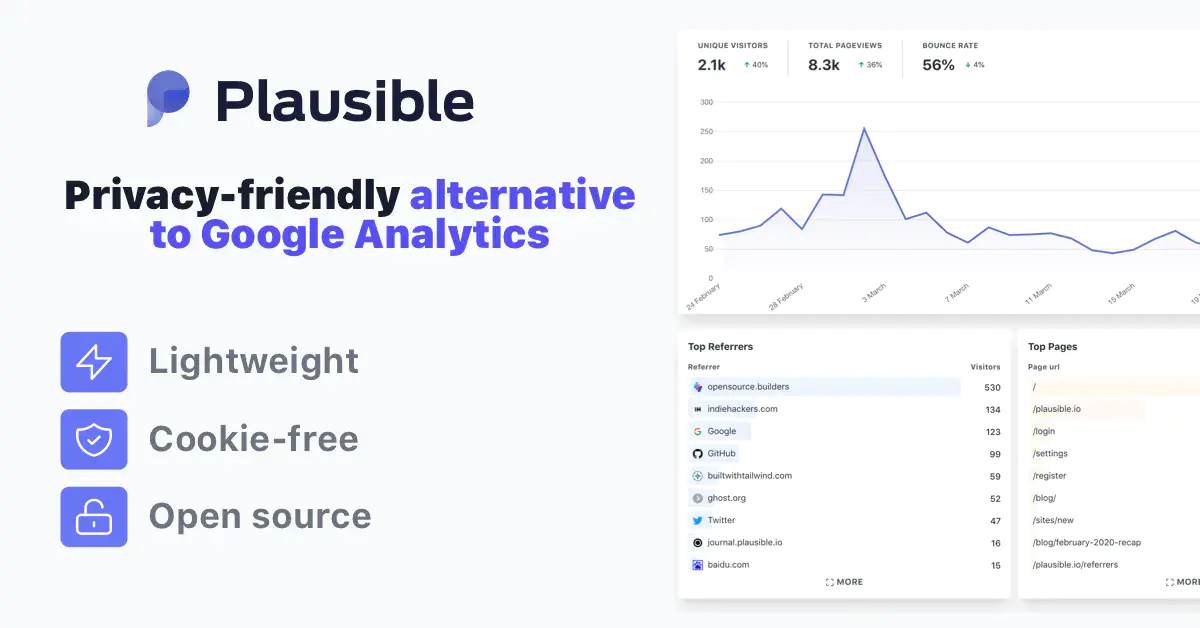 Plausible
Privacy-friendly alternative
to Google Analytics
Lightweight
Cookie-free
Open source
UNIQUE VISITORS
2.1k ↑ 40%
TOTAL PAGEVIEWS
8.3k ↑ 36%
BOUNCE RATE
56% ↓ 4%
300
250
200
150
100
50
0
24 February
28 February
3 March
7 March
11 March
15 March
Top Referrers
Referrer Visitors
opensource.builders 530
indiehackers.com 134
Google 123
GitHub 99
builtwithtailwind.com 59
ghost.org 52
Twitter 47
journal.plausible.io 16
baidu.com 15
MORE
Top Pages
Page url
/
/plausible.io
/login
/settings
/register
/blog/
/sites/new
/blog/february-2020-recap
/plausible.io/referrers